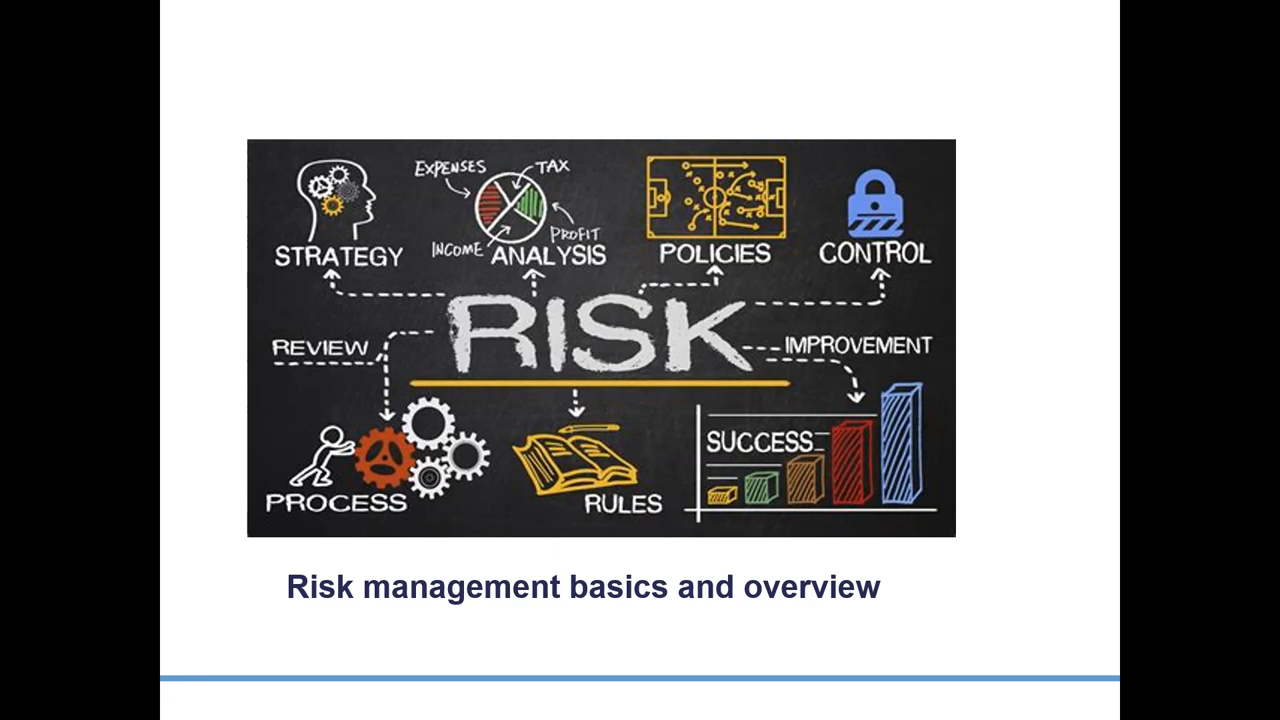 EXPENSES
TAX
INCOME
PROFIT
STRATEGY
ANALYSIS
POLICIES
CONTROL
RISK
REVIEW
IMPROVEMENT
SUCCESS
PROCESS
RULES
Risk management basics and overview